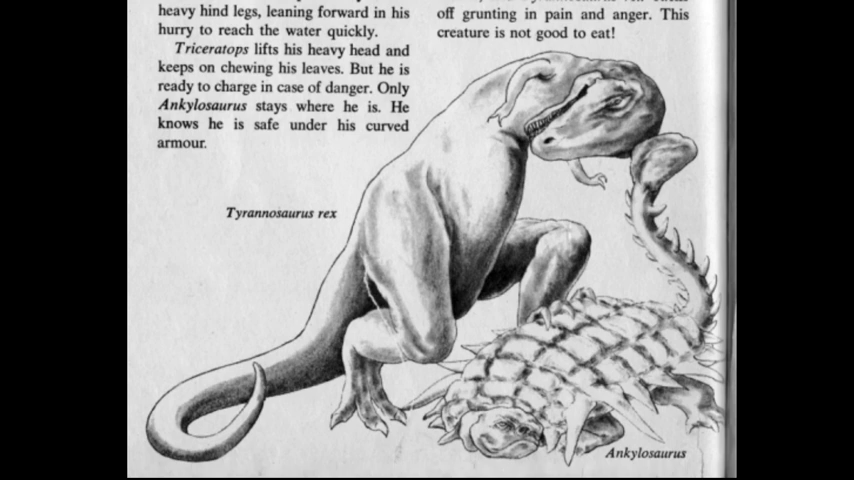 heavy hind legs, leaning forward in his
hurry to reach the water quickly.
Triceratops lifts his heavy head and
keeps on chewing his leaves. But he is
ready to charge in case of danger. Only
Ankylosaurus stays where he is. He
knows he is safe under his curved
armour.
off grunting in pain and anger. This
creature is not good to eat!
Tyrannosaurus rex
Ankylosaurus